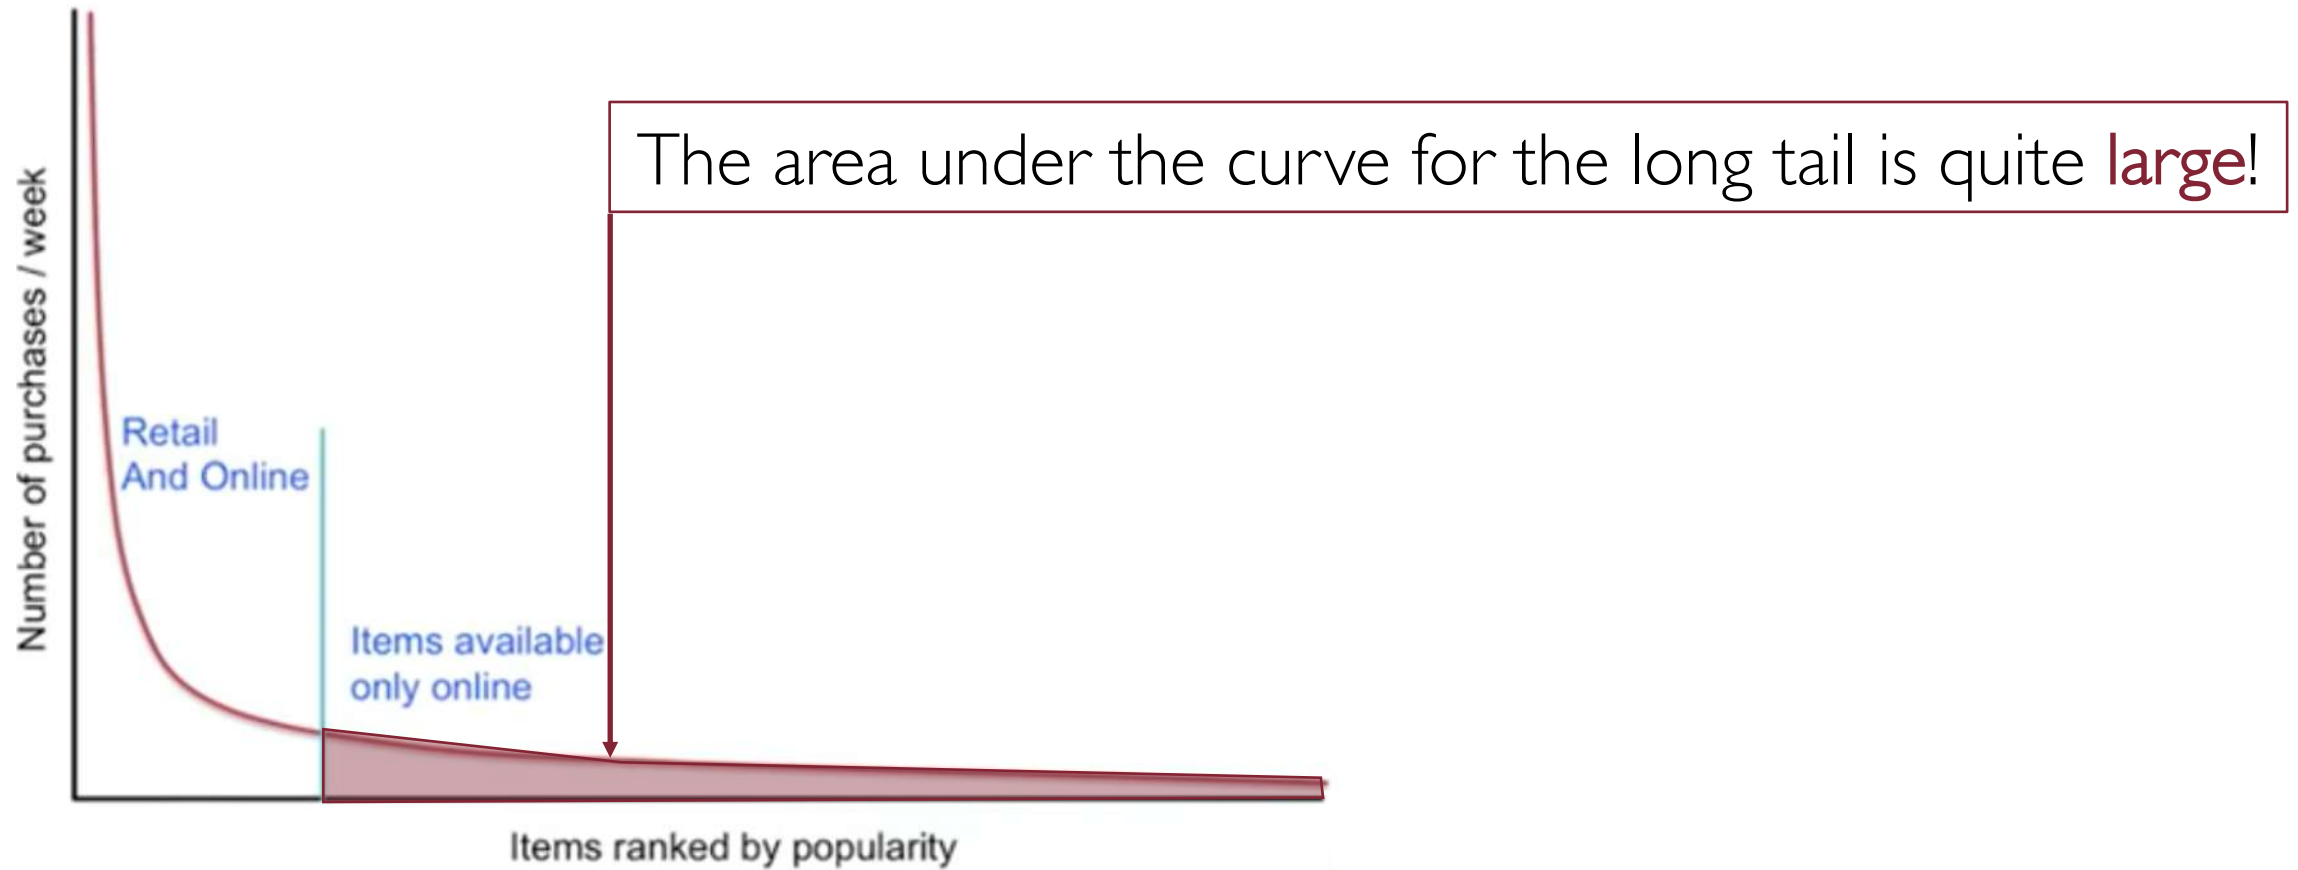 The area under the curve for the long tail is quite large!
Number of purchases / week
Retail
And Online
Items available
only online
Items ranked by popularity